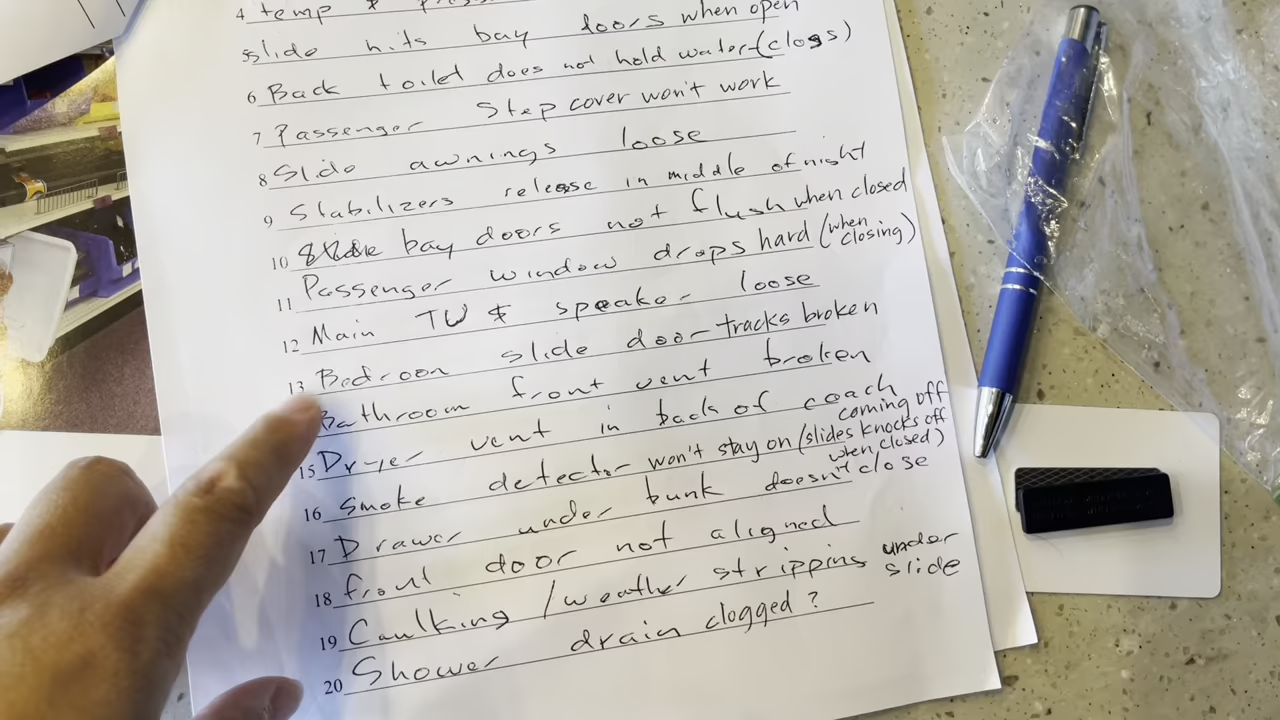 4 temp &
5 slide hits bay doors when open
6 Back toilet does not hold water (clogs)
7 Passenger step cover won't work
8 Slide awnings loose
9 Stabilizers release in middle of night
10 bay doors not flush when closed
11 Passenger window drops hard (when closing)
12 Main TV & speaker loose
13 Bedroom slide door tracks broken
Bathroom front vent broken
15 Dryer vent in back of coach coming off
16 smoke detector won't stay on (slides knocks off when closed)
17 Drawer under bunk doesn't close
18 front door not aligned
19 Caulking / weather stripping under slide
20 Shower drain clogged ?